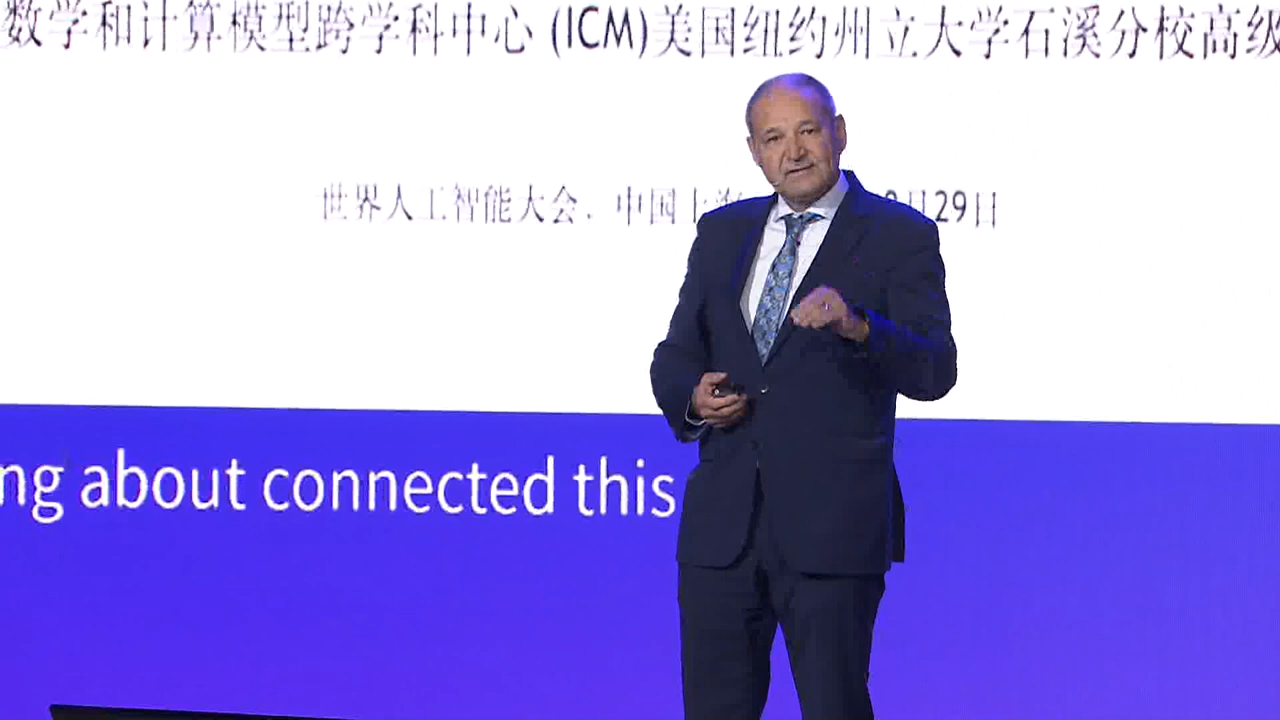 数学和计算模型跨学科中心 (ICM)美国纽约州立大学石溪分校高级
世界人工智能大会. 中国上海 月29日
ng about connected this